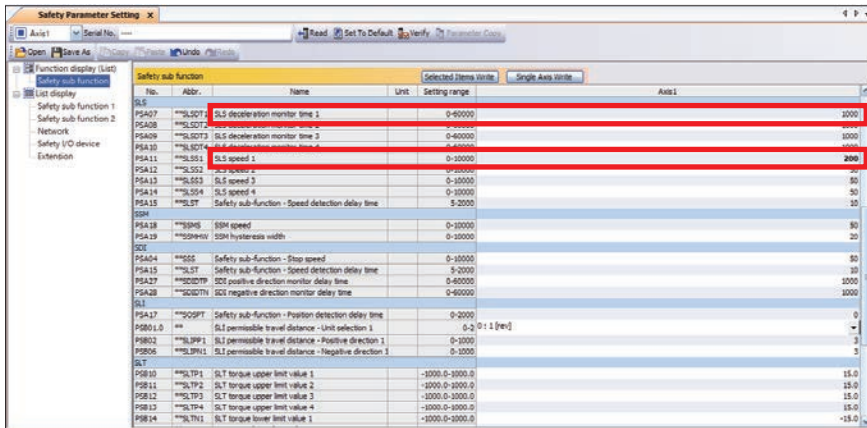 Safety Parameter Setting x
Axis1 Serial No. ---- Read Set To Default Verify Parameter Copy
Open Save As Copy Paste Undo Redo
Function display (List)
Safety sub function
List display
Safety sub function 1
Safety sub function 2
Network
Safety I/O device
Extension
Safety sub function Selected Items Write Single Axis Write
No. Abbr. Name Unit Setting range Axis1
SLS
PSA07 **SLSDT1 SLS deceleration monitor time 1 0-60000 1000
PSA08 **SLSDT2
PSA09 **SLSDT3 SLS deceleration monitor time 3 0-60000 1000
PSA10 **SLSDT4
PSA11 **SLSS1 SLS speed 1 0-10000 200
PSA12 **SLSS2 SLS speed 2 0-10000 50
PSA13 **SLSS3 SLS speed 3 0-10000 50
PSA14 **SLSS4 SLS speed 4 0-10000 50
PSA15 **SLST Safety sub-function - Speed detection delay time 5-2000 10
SSM
PSA18 **SSMS SSM speed 0-10000 50
PSA19 **SSMHW SSM hysteresis width 0-10000 20
SDI
PSA04 **SSS Safety sub-function - Stop speed 0-10000 50
PSA15 **SLST Safety sub-function - Speed detection delay time 5-2000 10
PSA27 **SDIDTP SDI positive direction monitor delay time 0-60000 1000
PSA28 **SDIDTN SDI negative direction monitor delay time 0-60000 1000
SLI
PSA17 **SOSPT Safety sub-function - Position detection delay time 0-2000 0
PSB01.0 ** SLI permissible travel distance - Unit selection 1 0-2 0 : 1 [rev]
PSB02 **SLIPP1 SLI permissible travel distance - Positive direction 1 0-1000 3
PSB06 **SLIPN1 SLI permissible travel distance - Negative direction 1 0-1000 3
SLT
PSB10 **SLTP1 SLT torque upper limit value 1 -1000.0-1000.0 15.0
PSB11 **SLTP2 SLT torque upper limit value 2 -1000.0-1000.0 15.0
PSB12 **SLTP3 SLT torque upper limit value 3 -1000.0-1000.0 15.0
PSB13 **SLTP4 SLT torque upper limit value 4 -1000.0-1000.0 15.0
PSB14 **SLTN1 SLT torque lower limit value 1 -1000.0-1000.0 -15.0